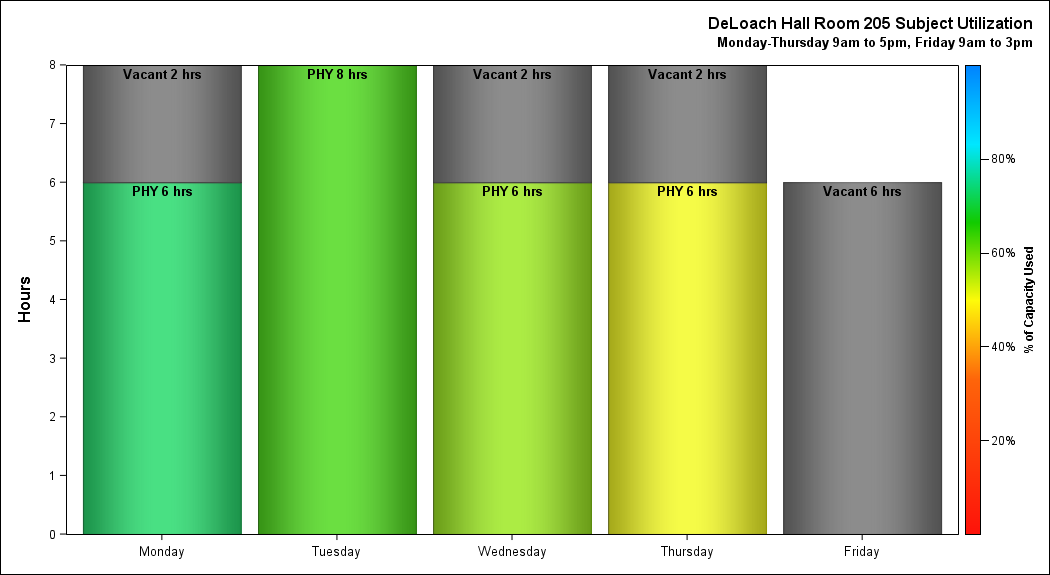 DeLoach Hall Room 205 Subject Utilization
Monday-Thursday 9am to 5pm, Friday 9am to 3pm
8
7
6
5
4
3
2
1
0
Hours
Vacant 2 hrs
PHY 8 hrs
Vacant 2 hrs
Vacant 2 hrs
PHY 6 hrs
PHY 6 hrs
PHY 6 hrs
Vacant 6 hrs
Monday
Tuesday
Wednesday
Thursday
Friday
80%
60%
40%
20%
% of Capacity Used